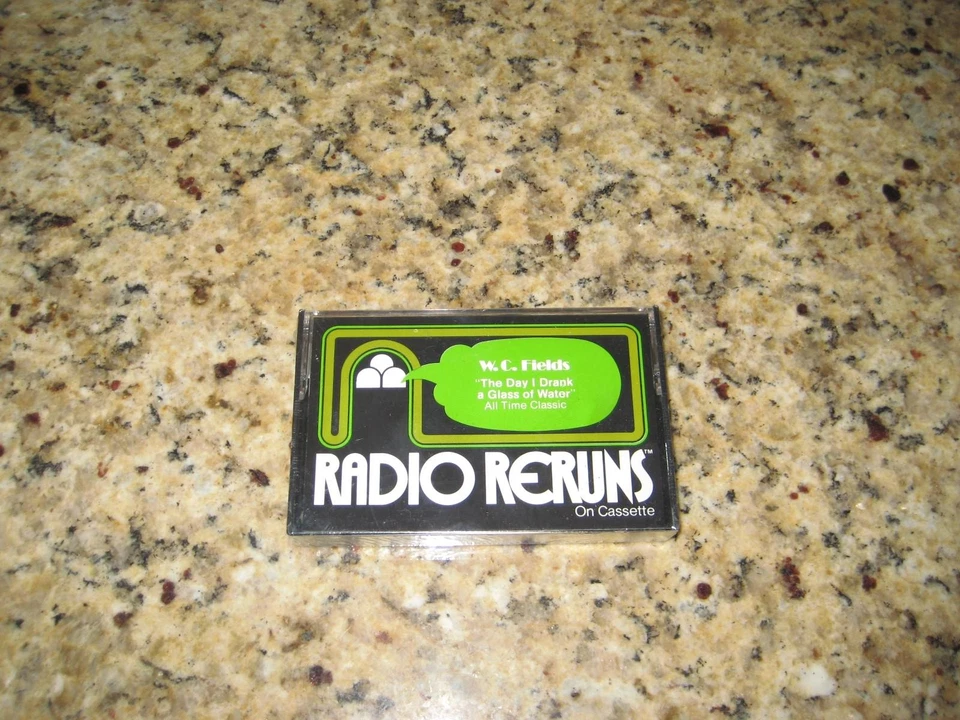 W. C. Fields
"The Day I Drank
a Glass of Water"
All Time Classic
RADIO RERUNS™
On Cassette